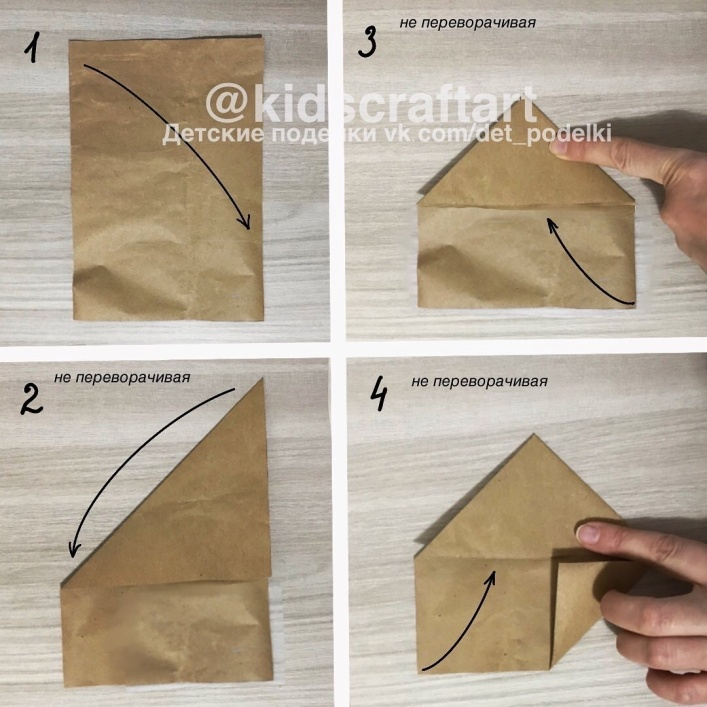 1
не переворачивая
3
@kidscraftart
Детские поделки vk.com/det_podelki
не переворачивая
2
не переворачивая
4